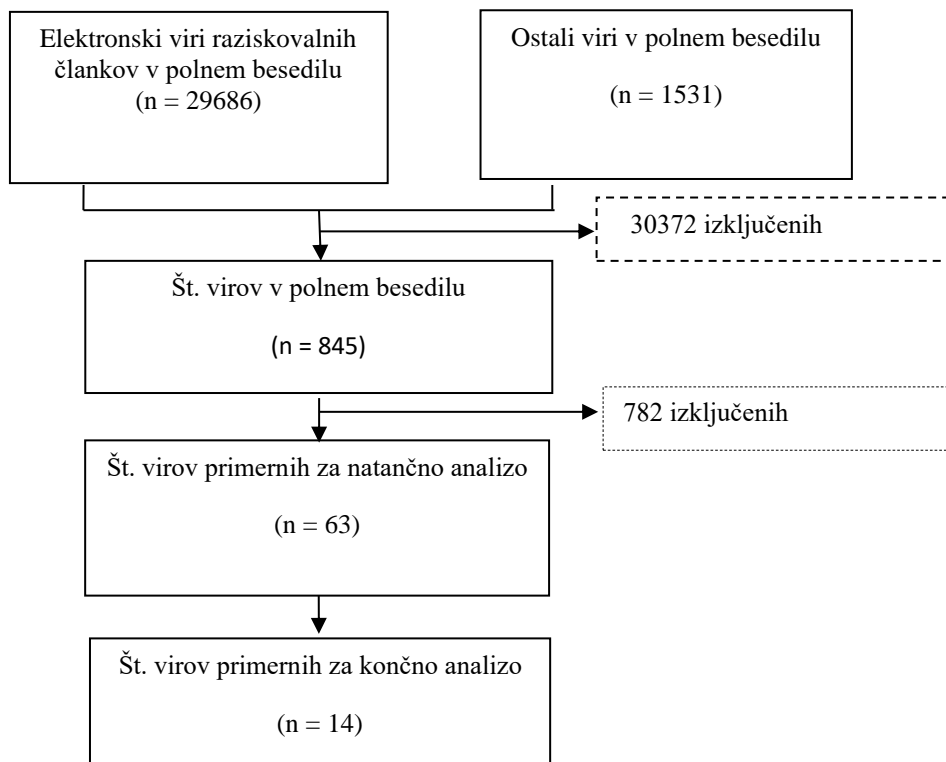 Elektronski viri raziskovalnih
člankov v polnem besedilu
(n = 29686)
Ostali viri v polnem besedilu
(n = 1531)
30372 izključenih
Št. virov v polnem besedilu
(n = 845)
782 izključenih
Št. virov primernih za natančno analizo
(n = 63)
Št. virov primernih za končno analizo
(n = 14)